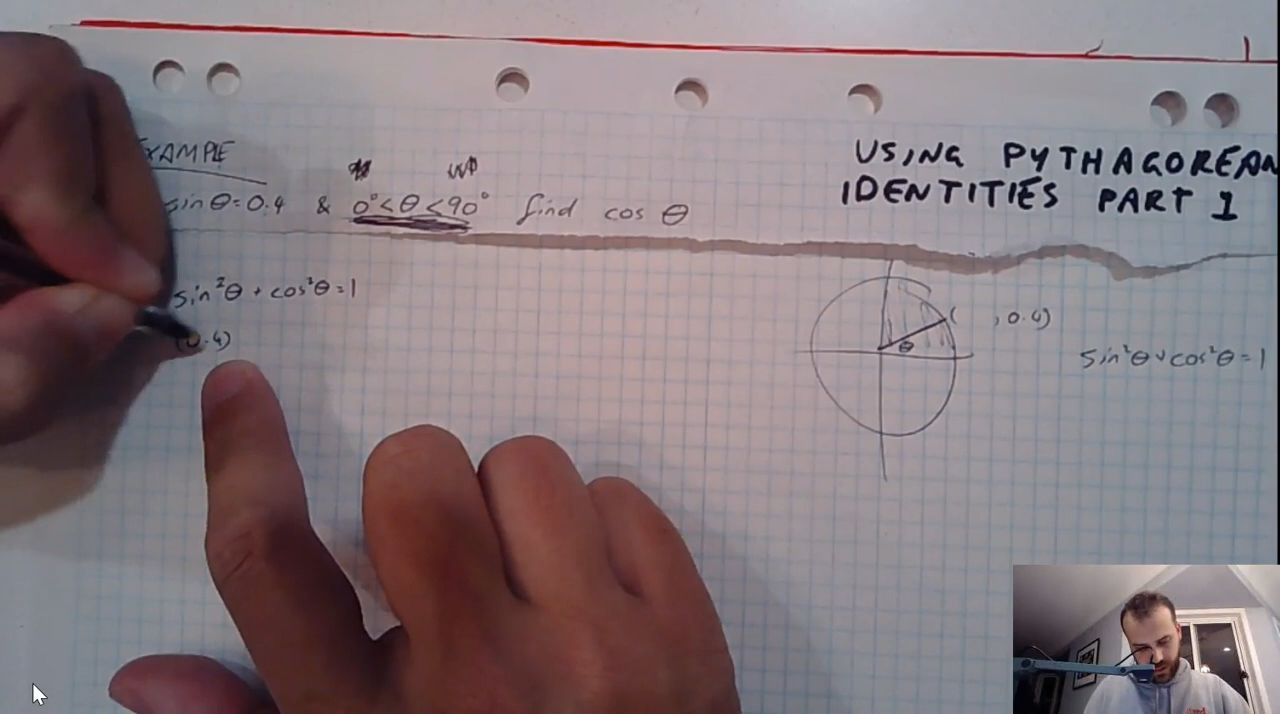 EXAMPLE
sin θ = 0.4 & 0° < θ < 90° find cos θ
USING PYTHAGOREAN
IDENTITIES PART 1
sin²θ + cos²θ = 1
(0.4)
( , 0.4)
θ
sin²θ + cos²θ = 1